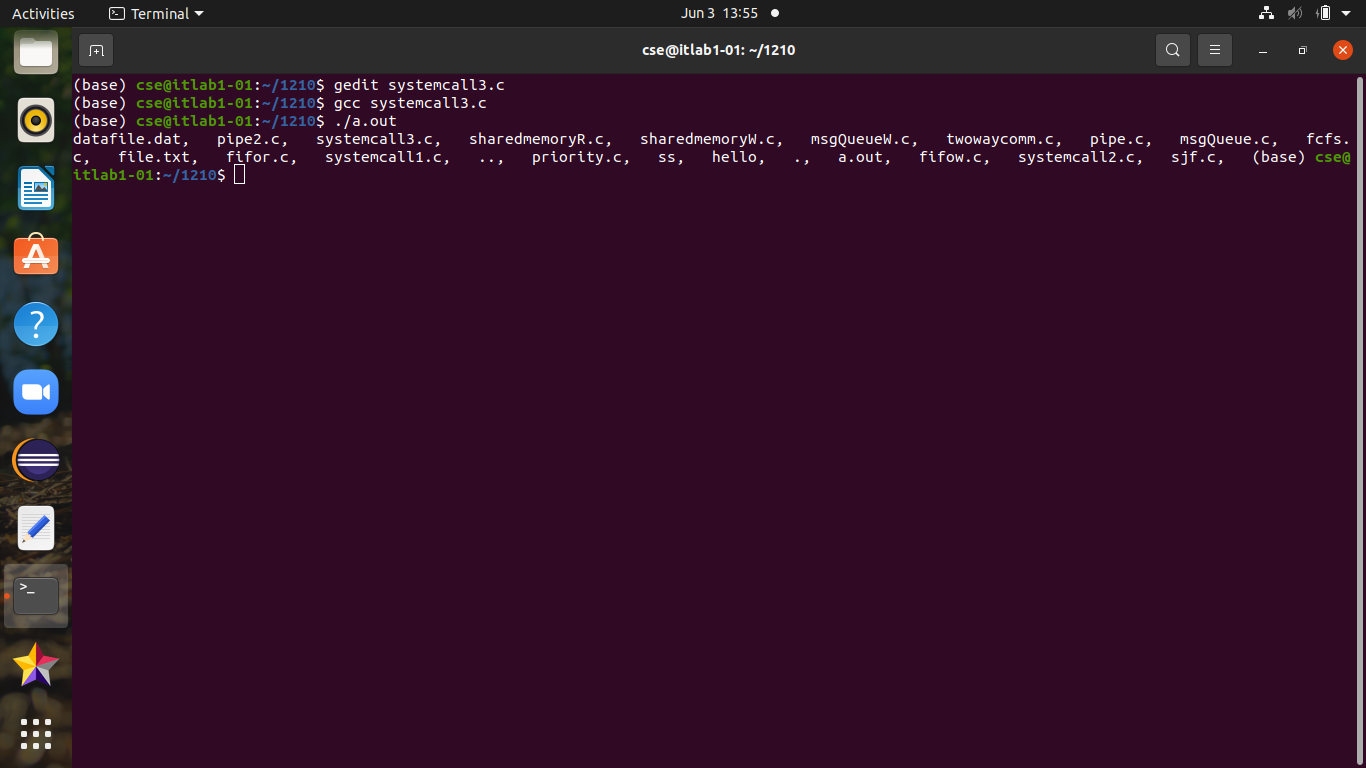 Activities Terminal Jun 3 13:55
cse@itlab1-01: ~/1210
(base) cse@itlab1-01:~/1210$ gedit systemcall3.c
(base) cse@itlab1-01:~/1210$ gcc systemcall3.c
(base) cse@itlab1-01:~/1210$ ./a.out
datafile.dat,   pipe2.c,   systemcall3.c,   sharedmemoryR.c,   sharedmemoryW.c,   msgQueueW.c,   twowaycomm.c,   pipe.c,   msgQueue.c,   fcfs.
c,   file.txt,   fifor.c,   systemcall1.c,   ..,   priority.c,   ss,   hello,   .,   a.out,   fifow.c,   systemcall2.c,   sjf.c,   (base) cse@
itlab1-01:~/1210$